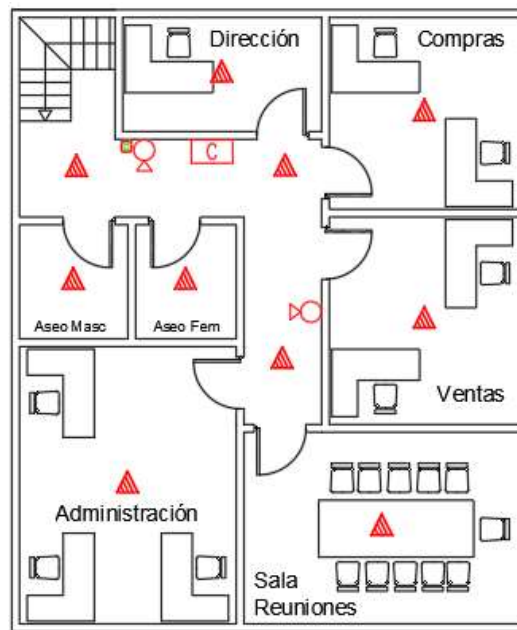 Dirección
Compras
C
Aseo Masc
Aseo Fem
Ventas
Administración
Sala
Reuniones